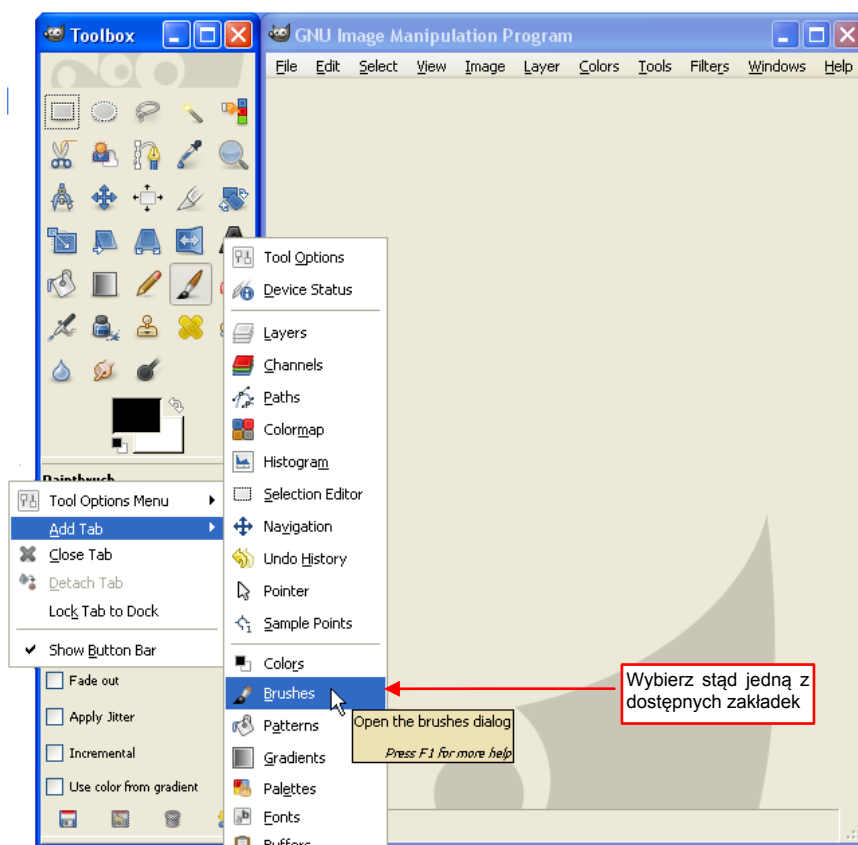 Toolbox
GNU Image Manipulation Program
File Edit Select View Image Layer Colors Tools Filters Windows Help
Tool Options
Device Status
Layers
Channels
Paths
Colormap
Histogram
Selection Editor
Navigation
Undo History
Pointer
Sample Points
Colors
Brushes
Patterns
Gradients
Palettes
Fonts
Buffers
Paintbrush
Tool Options Menu
Add Tab
Close Tab
Detach Tab
Lock Tab to Dock
Show Button Bar
Fade out
Apply Jitter
Incremental
Use color from gradient
Open the brushes dialog
Press F1 for more help
Wybierz stąd jedną z
dostępnych zakładek